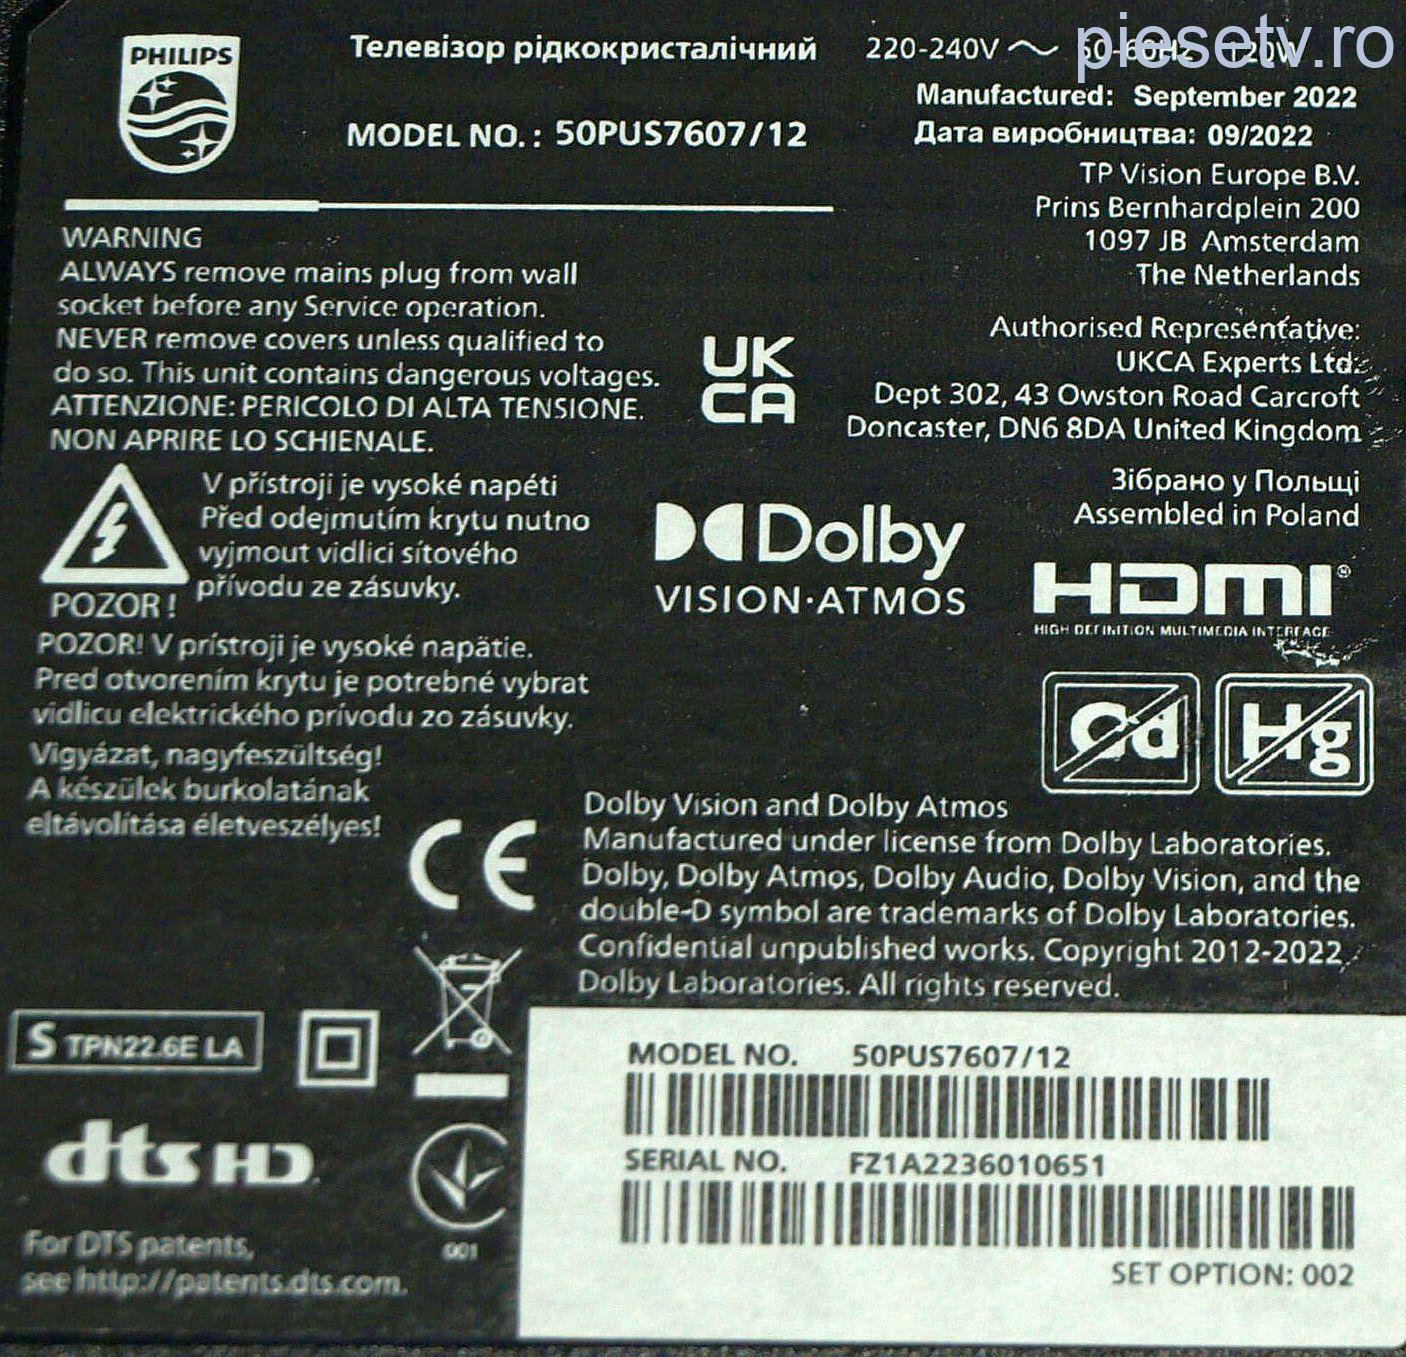 piesetv.ro
PHILIPS
Телевізор рідкокристалічний
220-240V ~ 50-60Hz 120W
MODEL NO. : 50PUS7607/12
Manufactured: September 2022
Дата виробництва: 09/2022
TP Vision Europe B.V.
Prins Bernhardplein 200
1097 JB Amsterdam
The Netherlands
WARNING
ALWAYS remove mains plug from wall
socket before any Service operation.
NEVER remove covers unless qualified to
do so. This unit contains dangerous voltages.
ATTENZIONE: PERICOLO DI ALTA TENSIONE.
NON APRIRE LO SCHIENALE.
UK
CA
Authorised Representative:
UKCA Experts Ltd.
Dept 302, 43 Owston Road Carcroft
Doncaster, DN6 8DA United Kingdom
Зібрано у Польщі
Assembled in Poland
V přístroji je vysoké napéti
Před odejmutím krytu nutno
vyjmout vidlici sítového
přívodu ze zásuvky.
POZOR!
Dolby
VISION·ATMOS
HDMI®
HIGH DEFINITION MULTIMEDIA INTERFACE
POZOR! V prístroji je vysoké napätie.
Pred otvorením krytu je potrebné vybrat
vidlicu elektrického prívodu zo zásuvky.
Cd
Hg
Vigyázat, nagyfeszültség!
A készülek burkolatának
eltávolítása életveszélyes!
CE
Dolby Vision and Dolby Atmos
Manufactured under license from Dolby Laboratories.
Dolby, Dolby Atmos, Dolby Audio, Dolby Vision, and the
double-D symbol are trademarks of Dolby Laboratories.
Confidential unpublished works. Copyright 2012-2022
Dolby Laboratories. All rights reserved.
S TPN22.6E LA
dts HD
For DTS patents,
see http://patents.dts.com.
001
MODEL NO. 50PUS7607/12
SERIAL NO. FZ1A2236010651
SET OPTION: 002